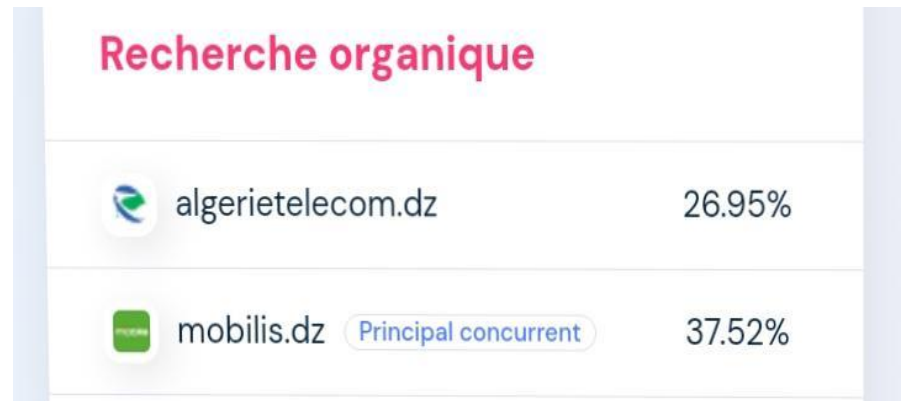 Recherche organique
algerietelecom.dz 26.95%
mobilis.dz Principal concurrent 37.52%